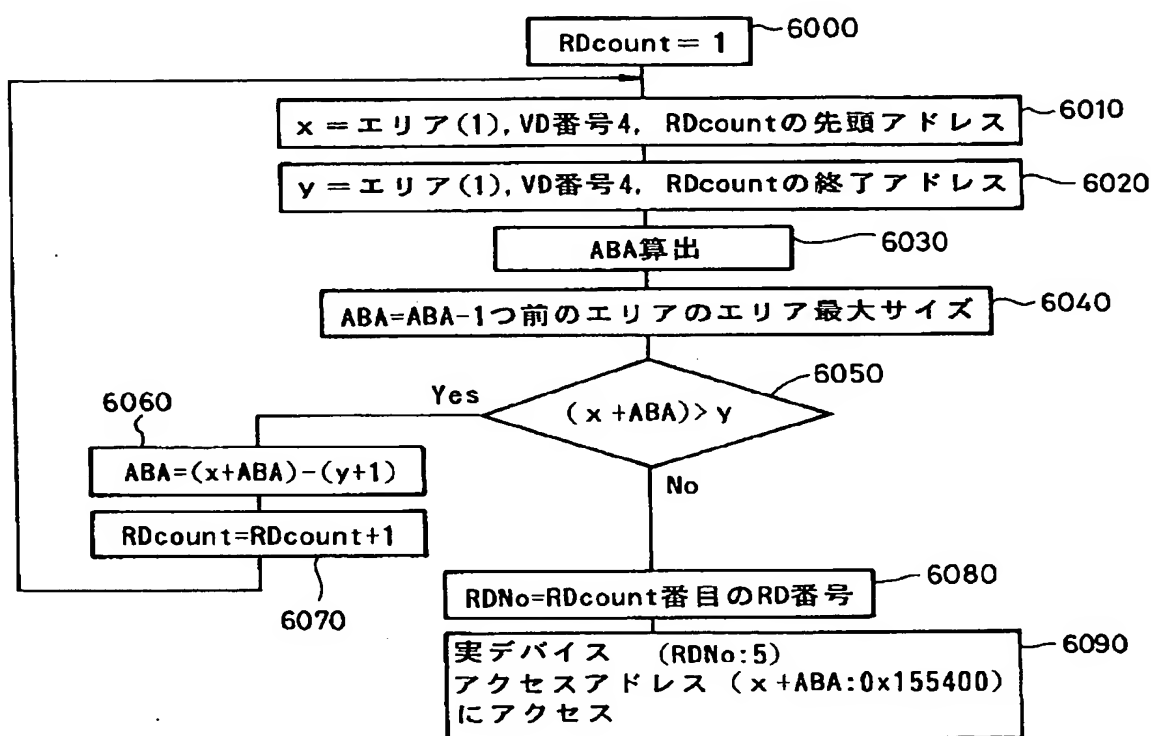 RDcount = 1
6000
x = エリア(1), VD番号4, RDcountの先頭アドレス
6010
y = エリア(1), VD番号4, RDcountの終了アドレス
6020
ABA算出
6030
ABA=ABA-1つ前のエリアのエリア最大サイズ
6040
6050
Yes
(x+ABA)>y
6060
ABA=(x+ABA)-(y+1)
No
RDcount=RDcount+1
6070
RDNo=RDcount番目のRD番号
6080
実デバイス (RDNo:5)
6090
アクセスアドレス (x+ABA:0x155400)
にアクセス